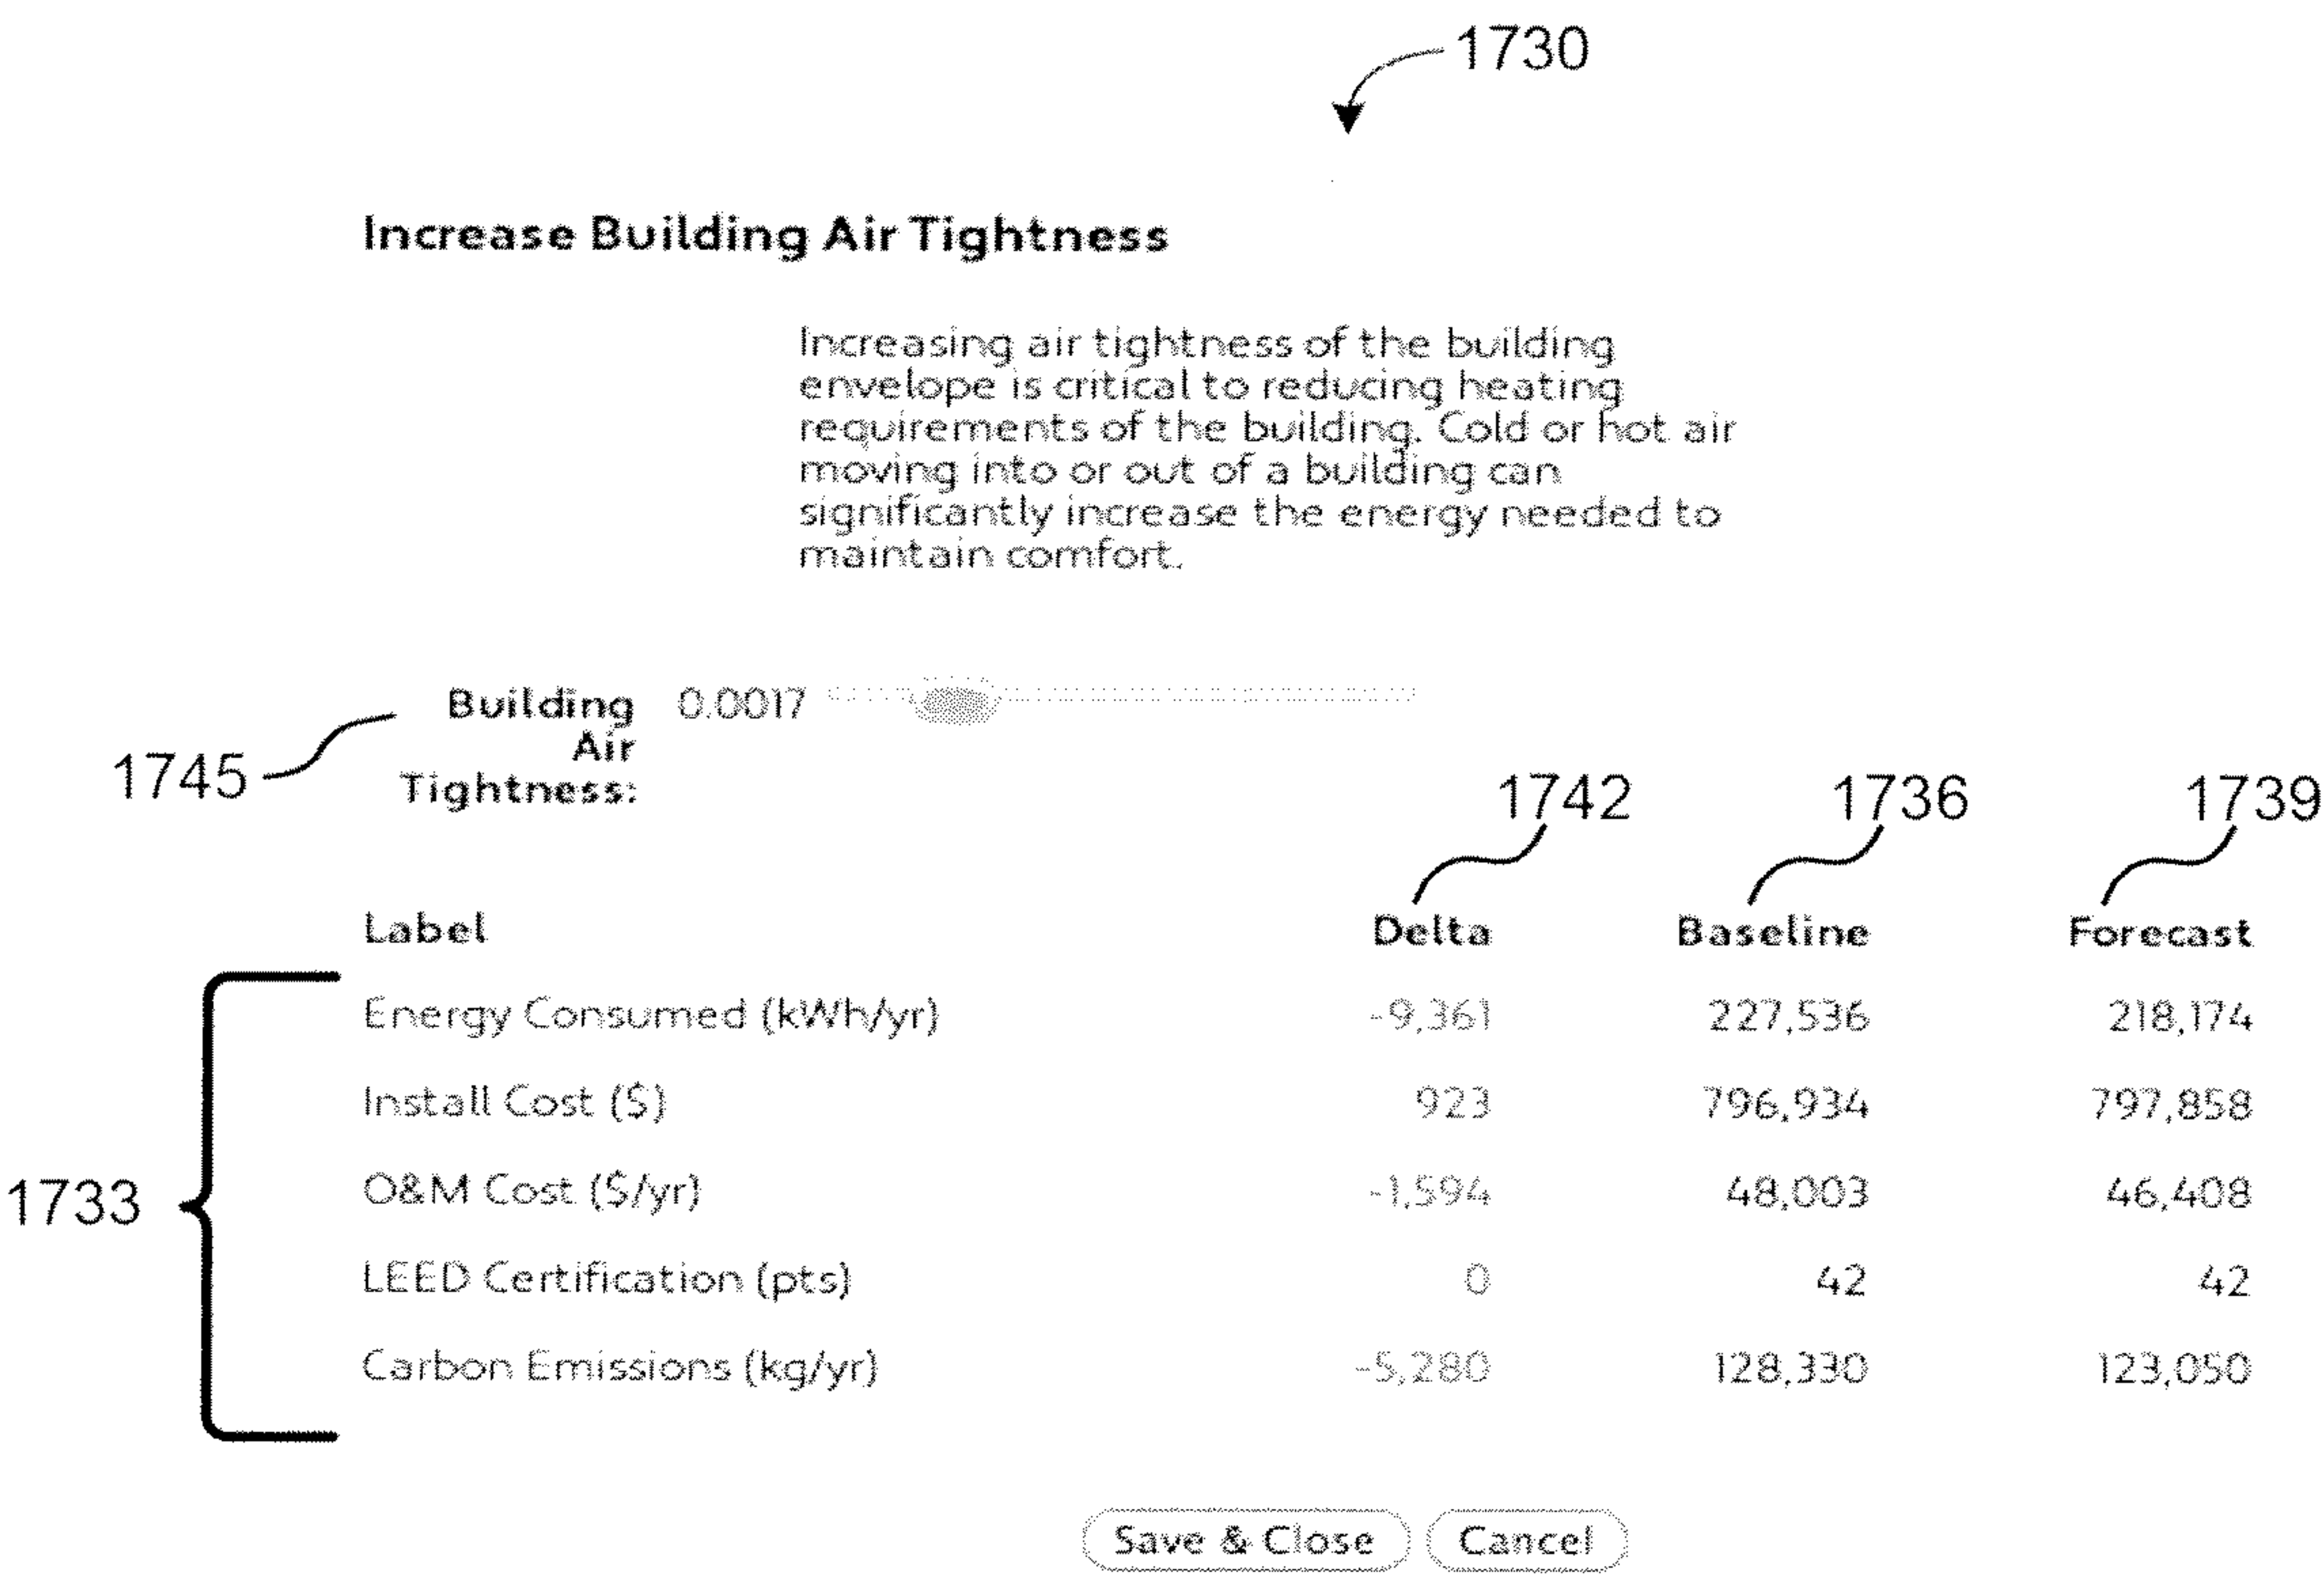 1730
Increase Building Air Tightness
Increasing air tightness of the building
envelope is critical to reducing heating
requirements of the building. Cold or hot air
moving into or out of a building can
significantly increase the energy needed to
maintain comfort.
Building 0.0017
Air
Tightness:
1745
1742 1736 1739
Label Delta Baseline Forecast
Energy Consumed (kWh/yr) -9,361 227,536 218,174
Install Cost ($) 923 796,934 797,858
O&M Cost ($/yr) -1,594 48,003 46,408
1733
LEED Certification (pts) 0 42 42
Carbon Emissions (kg/yr) -5,280 128,330 123,050
Save & Close Cancel